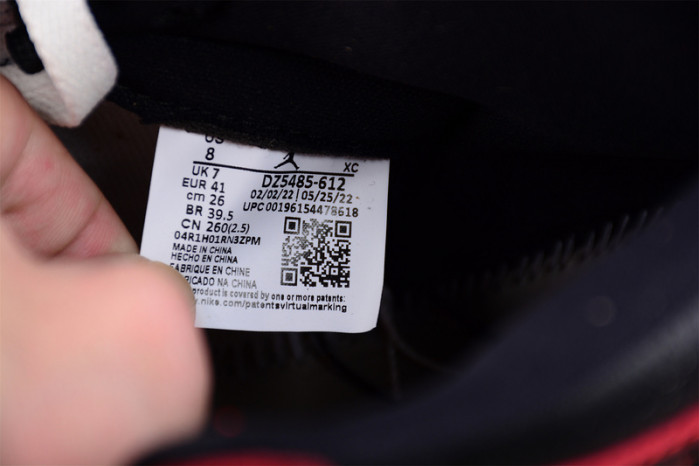 US
8
XC
UK 7
EUR 41
cm 26
BR 39.5
CN 260(2.5)
DZ5485-612
02/02/22 | 05/25/22 -
UPC 00196154478618
04R1H01RN3ZPM
MADE IN CHINA
HECHO EN CHINA
FABRIQUE EN CHINE
RICADO NA CHINA
product is covered by one or more patents:
.nike.com/patentsvirtualmarking